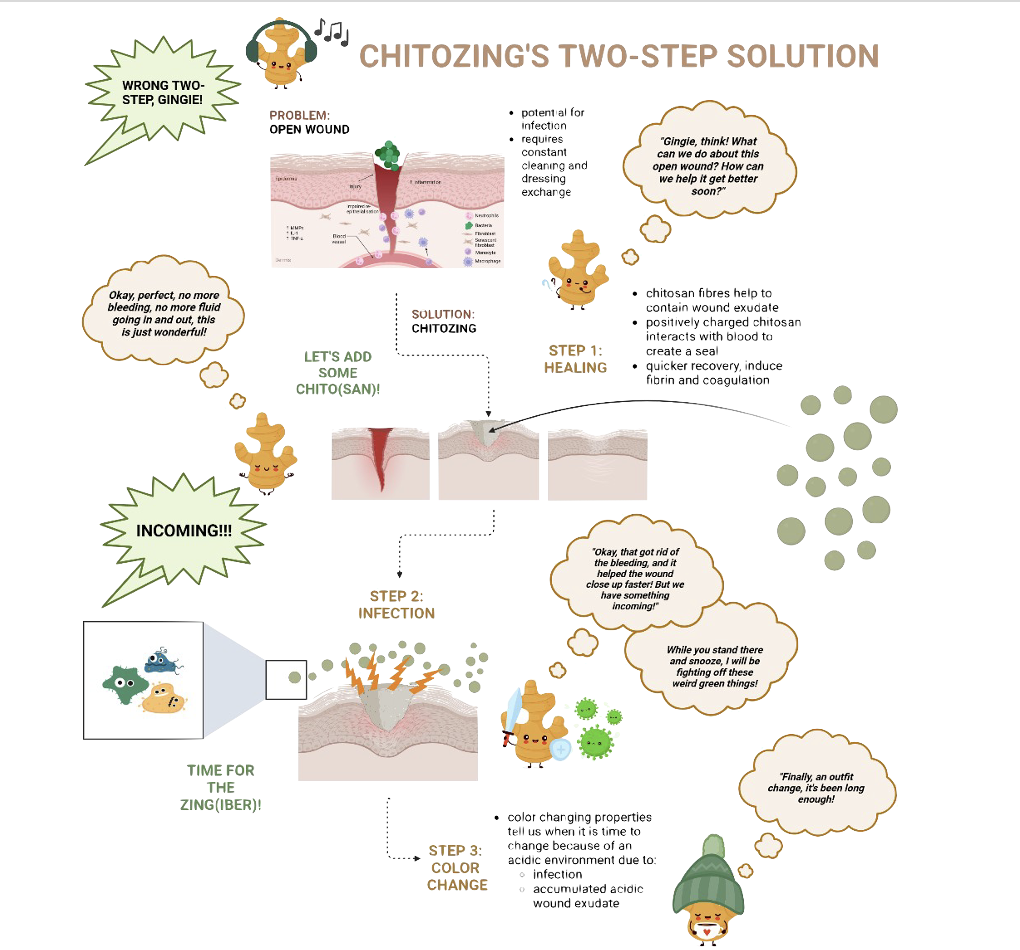 CHITOZING'S TWO-STEP SOLUTION
WRONG TWO-
STEP, GINGIE!
PROBLEM:
OPEN WOUND
• potential for
infection
• requires
constant
cleaning and
dressing
exchange
"Gingie, think! What
can we do about this
open wound? How can
we help it get better
soon?"
Epidermis
Injury
↑ Inflammation
Impaired re-
epithelialisation
↑ MMPs
↑ IL-1
↑ TNF-α
Blood
vessel
Dermis
Neutrophils
Bacteria
Fibroblast
Senescent
fibroblast
Monocyte
Macrophage
Okay, perfect, no more
bleeding, no more fluid
going in and out, this
is just wonderful!
SOLUTION:
CHITOZING
LET'S ADD
SOME
CHITO(SAN)!
STEP 1:
HEALING
• chitosan fibres help to
contain wound exudate
• positively charged chitosan
interacts with blood to
create a seal
• quicker recovery, induce
fibrin and coagulation
INCOMING!!!
"Okay, that got rid of
the bleeding, and it
helped the wound
close up faster! But we
have something
incoming!"
While you stand there
and snooze, I will be
fighting off these
weird green things!
STEP 2:
INFECTION
TIME FOR
THE
ZING(IBER)!
"Finally, an outfit
change, it's been long
enough!
STEP 3:
COLOR
CHANGE
• color changing properties
tell us when it is time to
change because of an
acidic environment due to:
○ infection
○ accumulated acidic
wound exudate